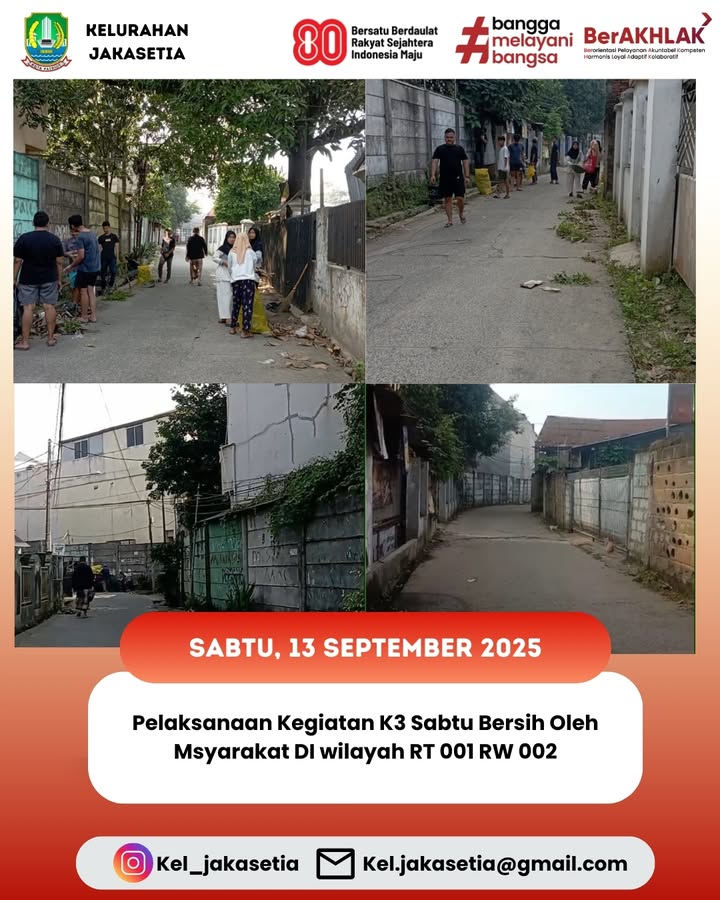 KELURAHAN
JAKASETIA
80
Bersatu Berdaulat
Rakyat Sejahtera
Indonesia Maju
#bangga
melayani
bangsa
BerAKHLAK
Berorientasi Pelayanan Akuntabel Kompeten
Harmonis Loyal Adaptif Kolaboratif
SABTU, 13 SEPTEMBER 2025
Pelaksanaan Kegiatan K3 Sabtu Bersih Oleh
Msyarakat DI wilayah RT 001 RW 002
Kel_jakasetia
Kel.jakasetia@gmail.com